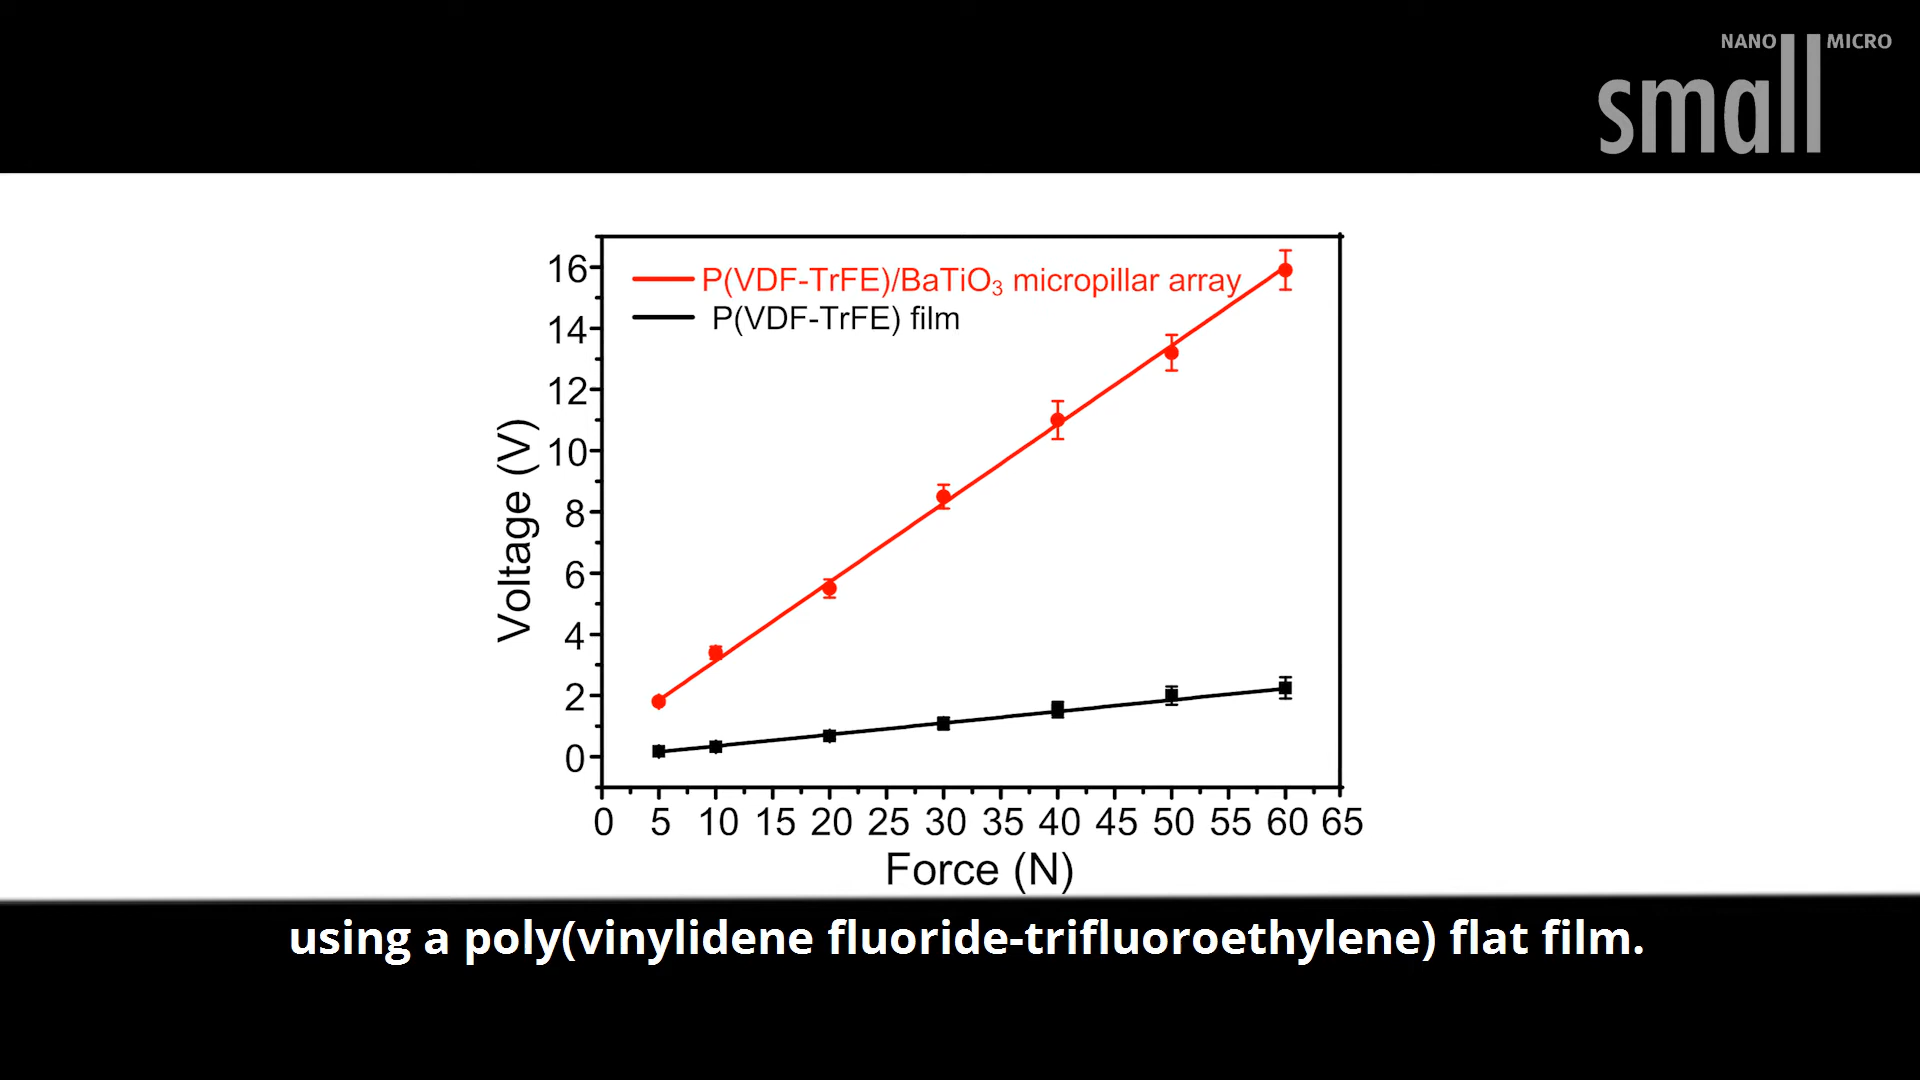 NANO MICRO
small
P(VDF-TrFE)/BaTiO₃ micropillar array
P(VDF-TrFE) film
16
14
12
10
8
6
4
2
0
Voltage (V)
0 5 10 15 20 25 30 35 40 45 50 55 60 65
Force (N)
using a poly(vinylidene fluoride-trifluoroethylene) flat film.